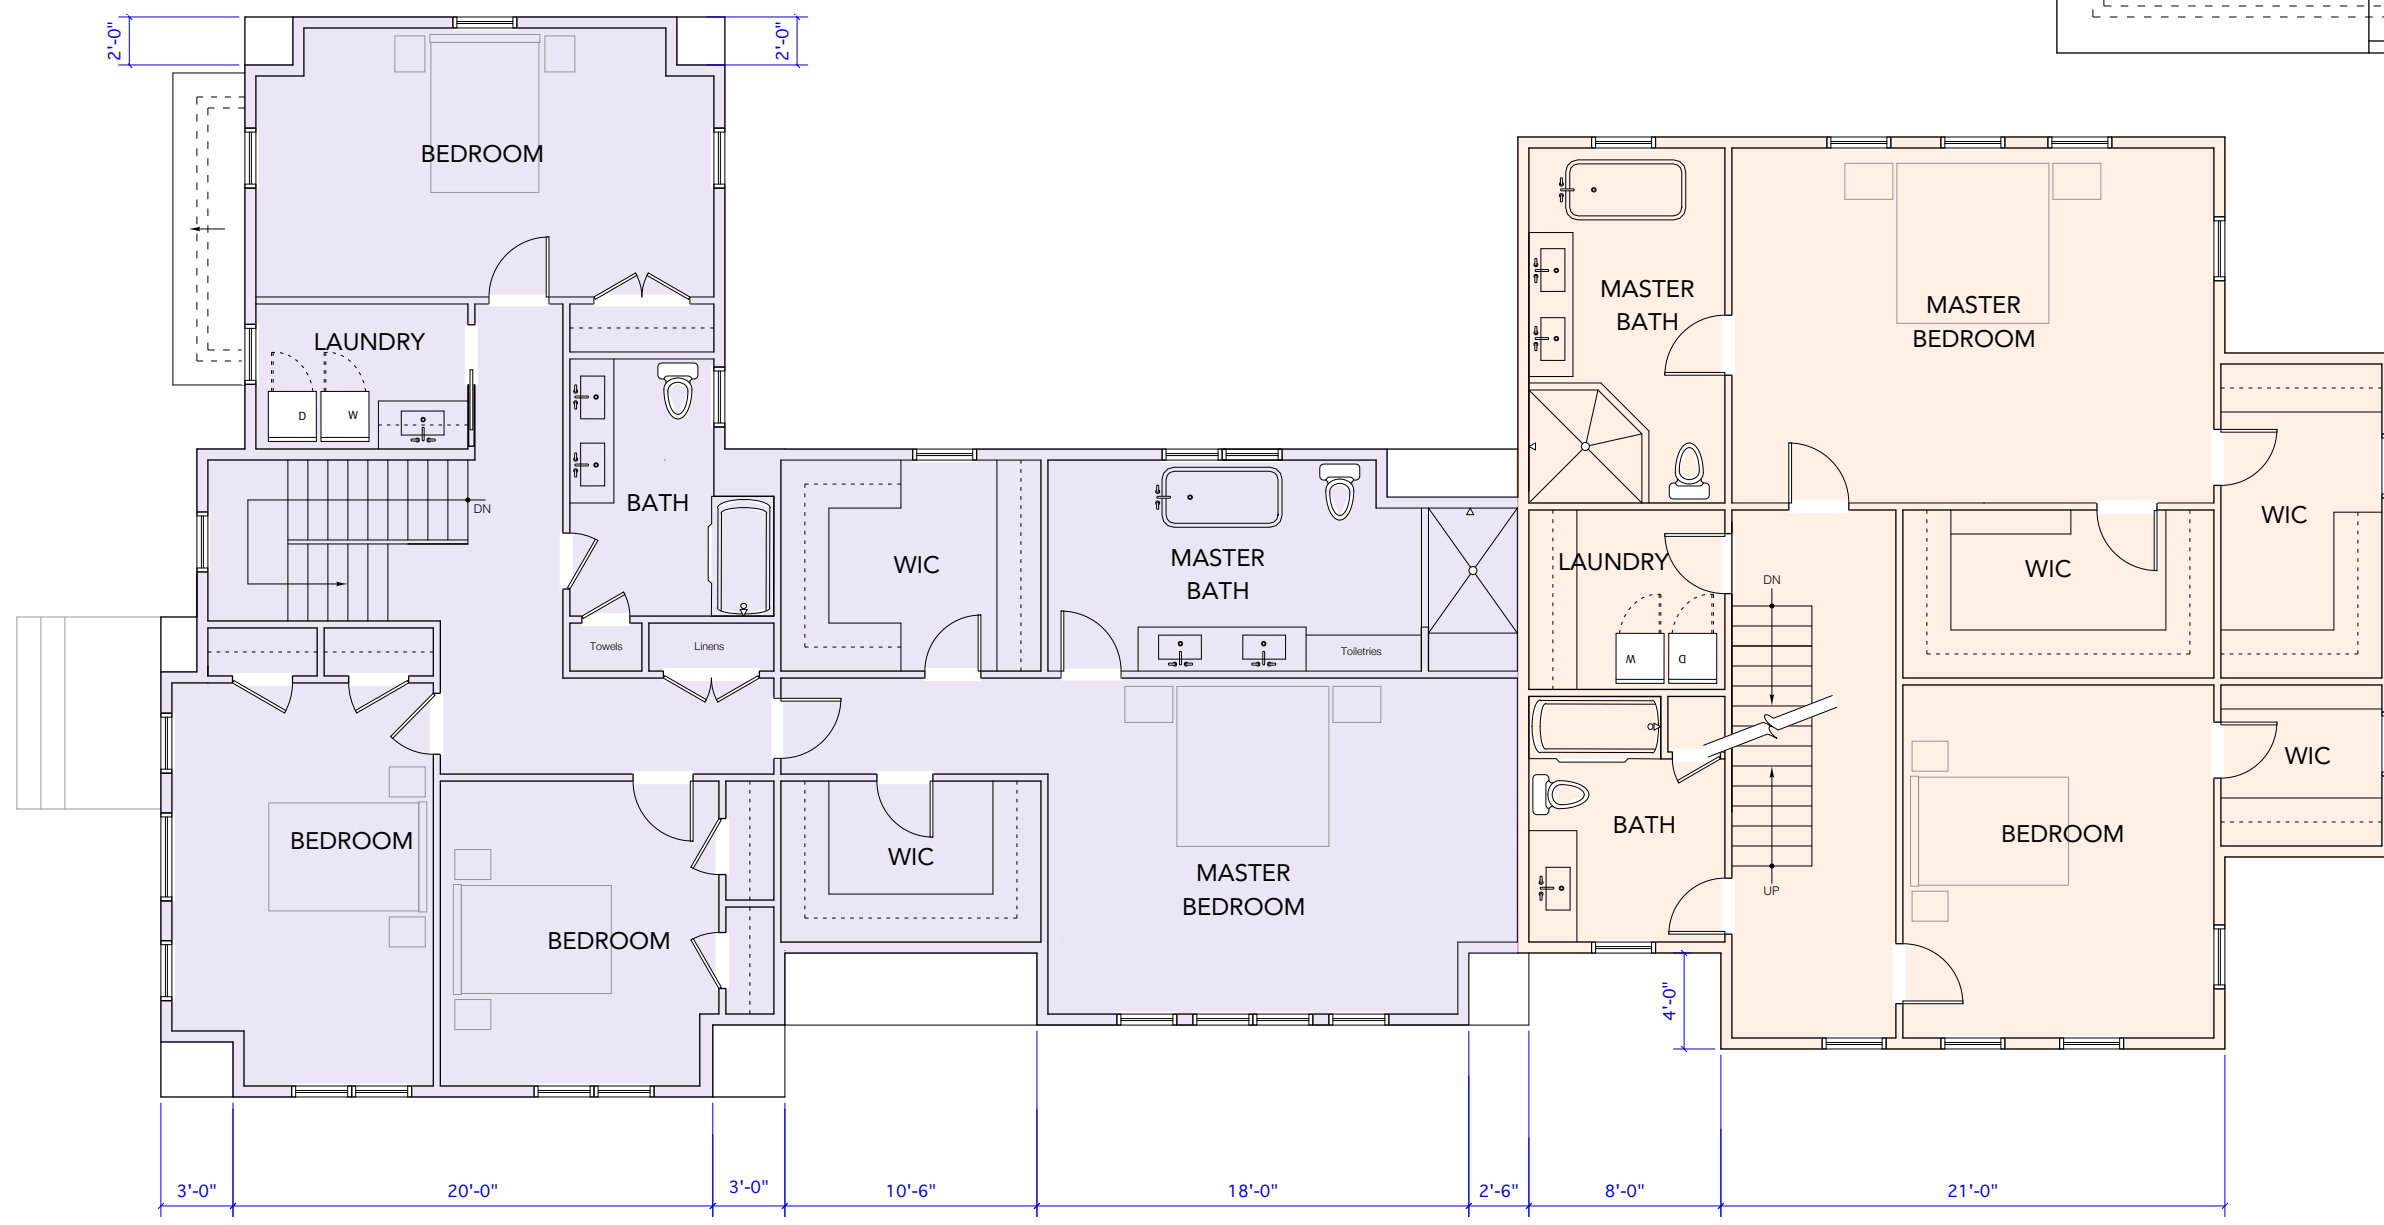 2'-0"
2'-0"
BEDROOM
LAUNDRY
D
W
DN
BATH
Towels
Linens
WIC
MASTER
BATH
Toiletries
BEDROOM
BEDROOM
WIC
MASTER
BEDROOM
MASTER
BATH
MASTER
BEDROOM
LAUNDRY
W
D
DN
WIC
WIC
BATH
UP
BEDROOM
WIC
4'-0"
3'-0"
20'-0"
3'-0"
10'-6"
18'-0"
2'-6"
8'-0"
21'-0"